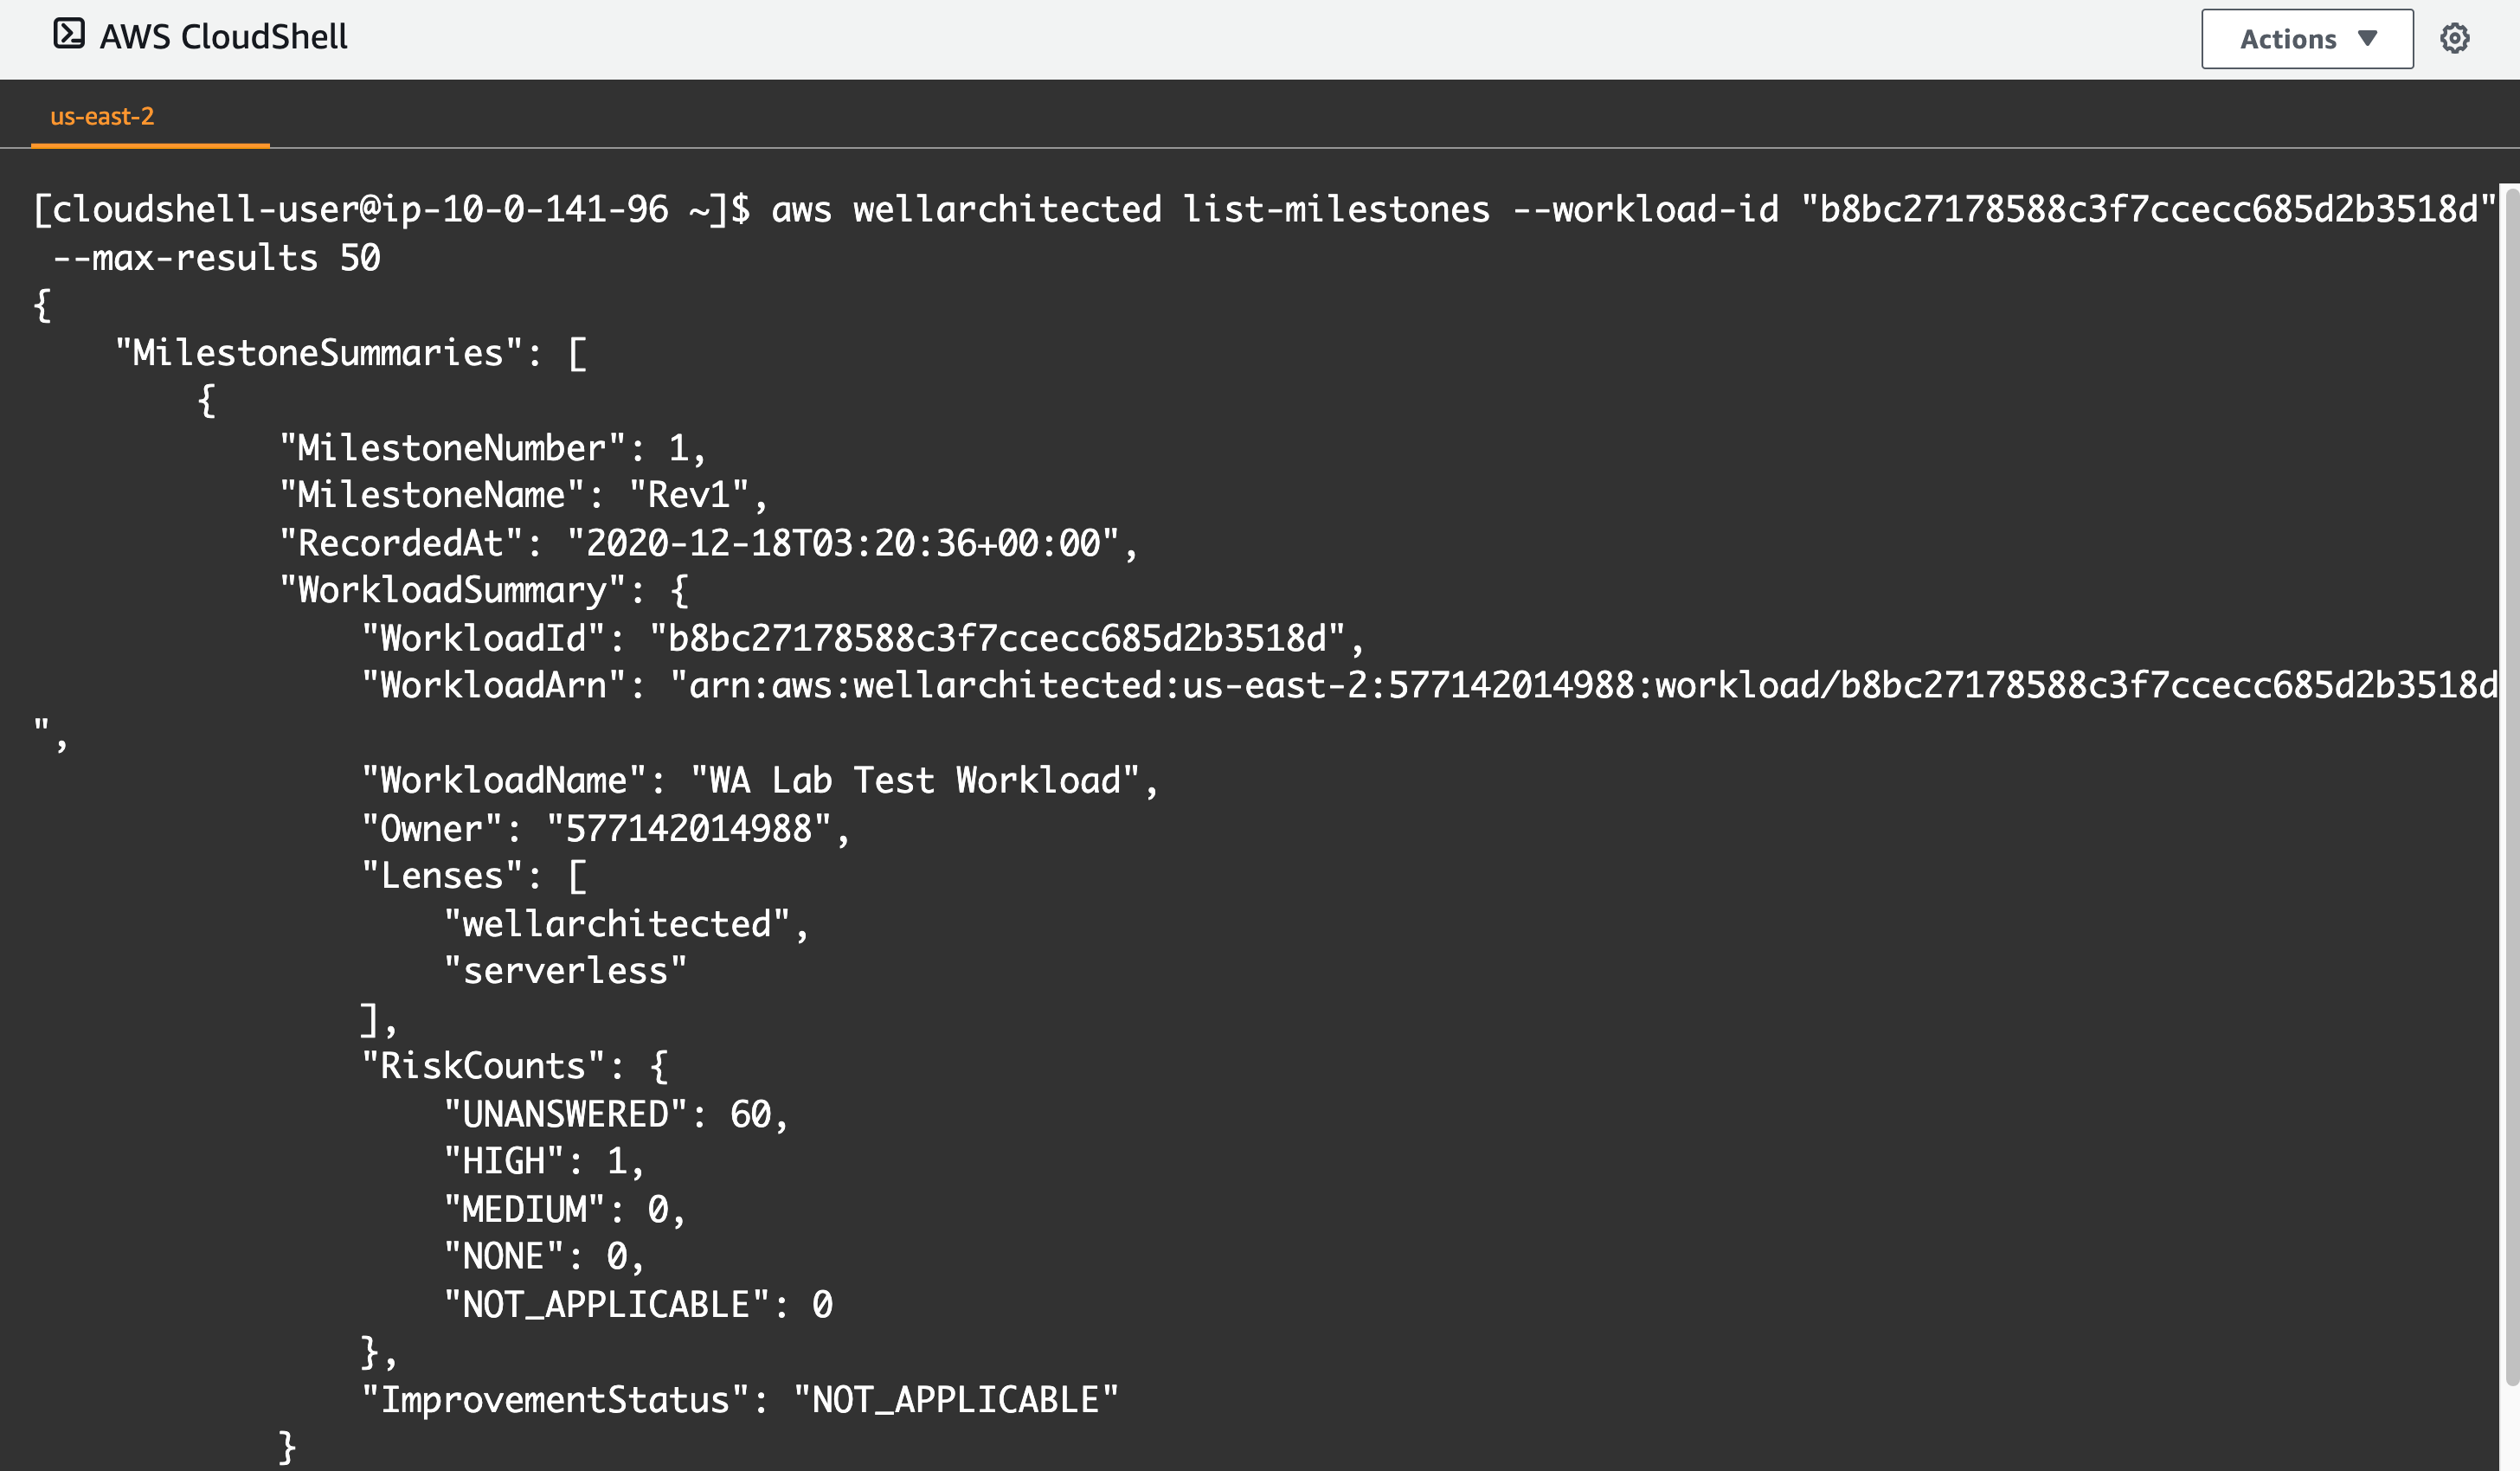 AWS CloudShell
Actions
us-east-2
[cloudshell-user@ip-10-0-141-96 ~]$ aws wellarchitected list-milestones --workload-id "b8bc27178588c3f7ccecc685d2b3518d"
 --max-results 50
{
    "MilestoneSummaries": [
        {
            "MilestoneNumber": 1,
            "MilestoneName": "Rev1",
            "RecordedAt": "2020-12-18T03:20:36+00:00",
            "WorkloadSummary": {
                "WorkloadId": "b8bc27178588c3f7ccecc685d2b3518d",
                "WorkloadArn": "arn:aws:wellarchitected:us-east-2:577142014988:workload/b8bc27178588c3f7ccecc685d2b3518d
",
                "WorkloadName": "WA Lab Test Workload",
                "Owner": "577142014988",
                "Lenses": [
                    "wellarchitected",
                    "serverless"
                ],
                "RiskCounts": {
                    "UNANSWERED": 60,
                    "HIGH": 1,
                    "MEDIUM": 0,
                    "NONE": 0,
                    "NOT_APPLICABLE": 0
                },
                "ImprovementStatus": "NOT_APPLICABLE"
            }